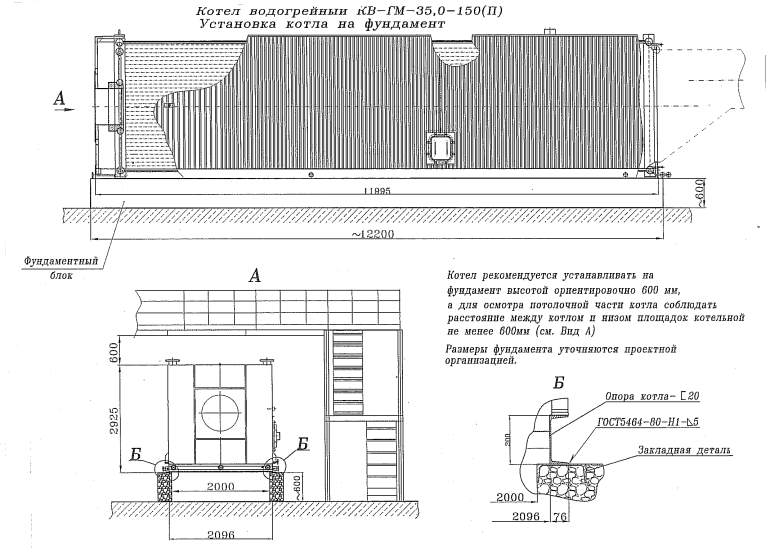 Котел водогрейный КВ-ГМ-35,0-150(П)
Установка котла на фундамент
А
11995
~600
~12200
Фундаментный
блок
А
Котел рекомендуется устанавливать на
фундамент высотой ориентировочно 600 мм,
а для осмотра потолочной части котла соблюдать
расстояние между котлом и низом площадок котельной
не менее 600мм (см. Вид А)
Размеры фундамента уточняются проектной
организацией.
600
2925
Б
Б
2000
~600
2096
Б
Опора котла-[20
ГОСТ5464-80-Н1-◺5
Закладная деталь
200
2000
2096
76